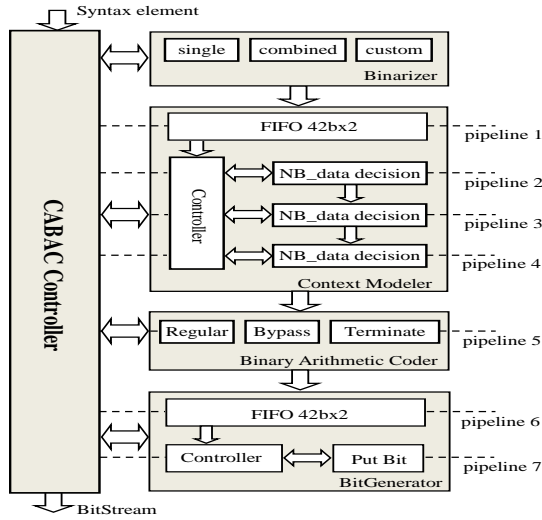 Syntax element
single combined custom
Binarizer
FIFO 42bx2
pipeline 1
CABAC Controller
Controller
NB_data decision
pipeline 2
NB_data decision
pipeline 3
NB_data decision
pipeline 4
Context Modeler
Regular Bypass Terminate
pipeline 5
Binary Arithmetic Coder
FIFO 42bx2
pipeline 6
Controller
Put Bit
pipeline 7
BitGenerator
BitStream